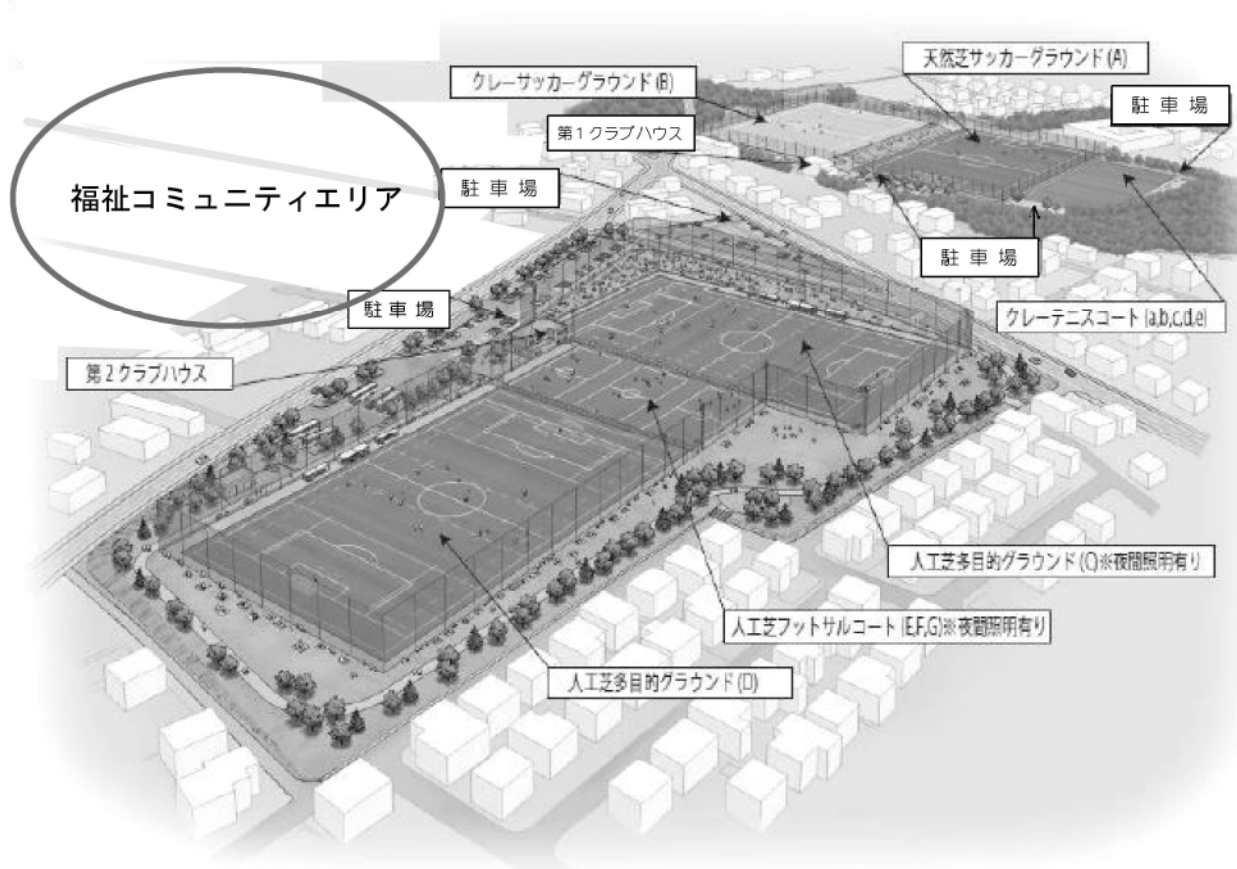 天然芝サッカーグラウンド(A)
クレーサッカーグラウンド(B)
駐車場
第1クラブハウス
駐車場
福祉コミュニティエリア
駐車場
駐車場
クレーテニスコート(a,b,c,d,e)
第2クラブハウス
人工芝多目的グラウンド(C)※夜間照明有り
人工芝フットサルコート(E,F,G)※夜間照明有り
人工芝多目的グラウンド(D)